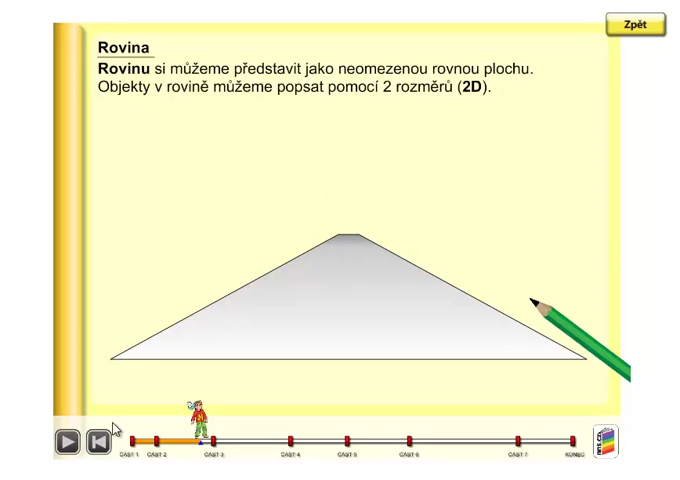 Zpět
Rovina
Rovinu si můžeme představit jako neomezenou rovnou plochu.
Objekty v rovině můžeme popsat pomocí 2 rozměrů (2D).
ČÁST 1 ČÁST 2 ČÁST 3 ČÁST 4 ČÁST 5 ČÁST 6 ČÁST 7 KONEC